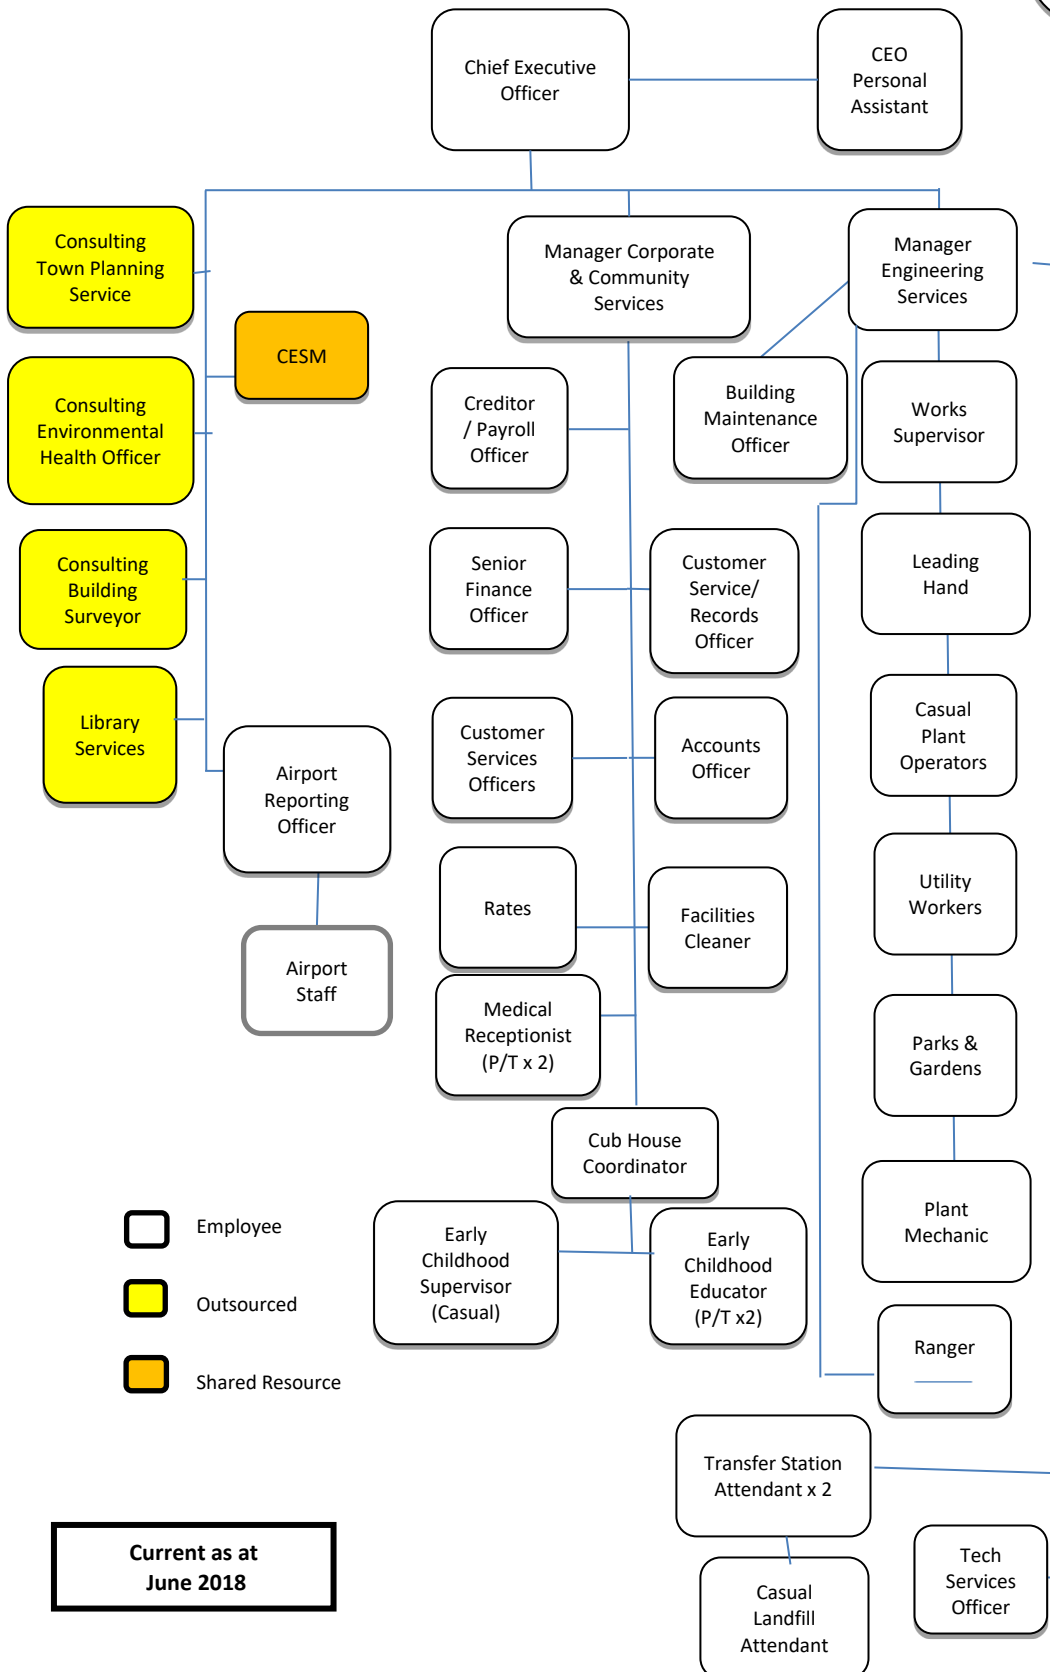 Chief Executive
Officer
CEO
Personal
Assistant
Consulting
Town Planning
Service
Manager Corporate
& Community
Services
Manager
Engineering
Services
CESM
Consulting
Environmental
Health Officer
Creditor
/ Payroll
Officer
Building
Maintenance
Officer
Works
Supervisor
Consulting
Building
Surveyor
Senior
Finance
Officer
Customer
Service/
Records
Officer
Leading
Hand
Library
Services
Airport
Reporting
Officer
Customer
Services
Officers
Accounts
Officer
Casual
Plant
Operators
Rates
Facilities
Cleaner
Utility
Workers
Airport
Staff
Medical
Receptionist
(P/T x 2)
Parks &
Gardens
Cub House
Coordinator
Plant
Mechanic
Early
Childhood
Supervisor
(Casual)
Early
Childhood
Educator
(P/T x2)
Employee
Outsourced
Shared Resource
Ranger
Transfer Station
Attendant x 2
Current as at
June 2018
Tech
Services
Officer
Casual
Landfill
Attendant